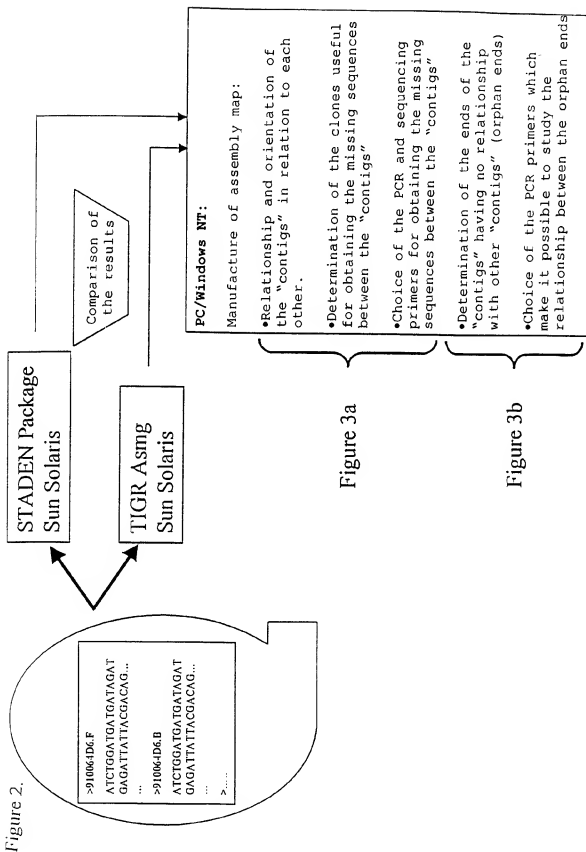 Figure 2.
>910064D6.F
ATCTGGATGATGATAGAT
GAGATTATTACGACAG...
...
>910064D6.B
ATCTGGATGATGATAGAT
GAGATTATTACGACAG...
...
>.....
STADEN Package
Sun Solaris
TIGR Asmg
Sun Solaris
Comparison of
the results
PC/Windows NT:
Manufacture of assembly map:
•Relationship and orientation of
the "contigs" in relation to each
other.
•Determination of the clones useful
for obtaining the missing sequences
between the "contigs"
•Choice of the PCR and sequencing
primers for obtaining the missing
sequences between the "contigs"
•Determination of the ends of the
"contigs" having no relationship
with other "contigs" (orphan ends)
•Choice of the PCR primers which
make it possible to study the
relationship between the orphan ends
Figure 3a
Figure 3b